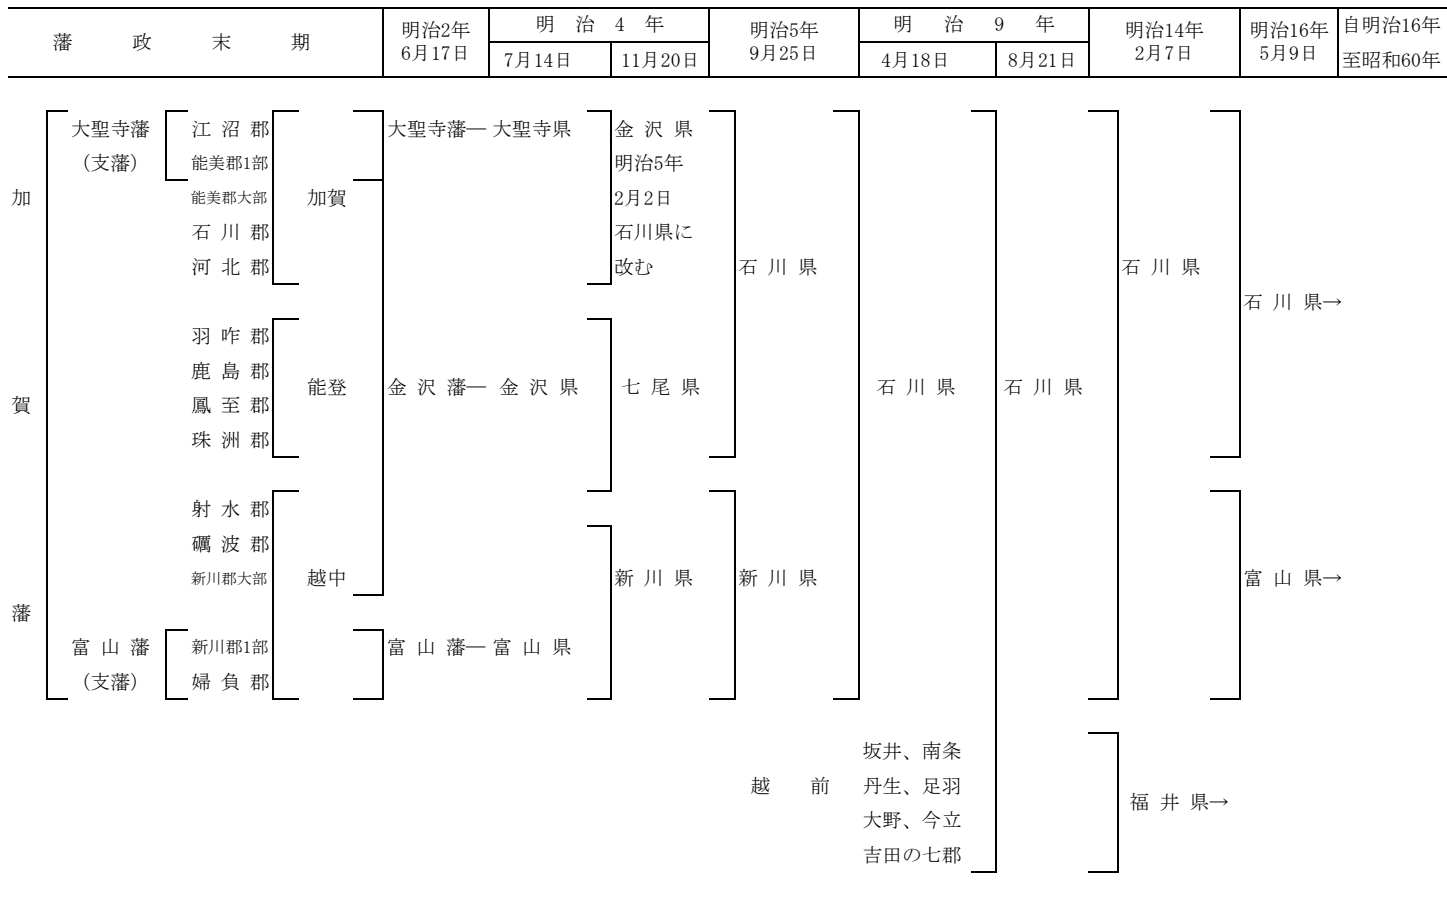 藩政末期 明治2年 6月17日 明治4年 7月14日 11月20日 明治5年 9月25日 明治9年 4月18日 8月21日 明治14年 2月7日 明治16年 5月9日 自明治16年 至昭和60年
大聖寺藩 江沼郡 大聖寺藩― 大聖寺県 金沢県
（支藩） 能美郡1部 明治5年
加 能美郡大部 加賀 2月2日
石川郡 石川県に
河北郡 改む 石川県 石川県
石川県→
羽咋郡
鹿島郡
能登 金沢藩― 金沢県 七尾県 石川県 石川県
賀 鳳至郡
珠洲郡
射水郡
礪波郡
新川郡大部 越中 新川県 新川県 富山県→
藩
富山藩 新川郡1部 富山藩― 富山県
（支藩） 婦負郡
坂井、南条
越前 丹生、足羽
福井県→
大野、今立
吉田の七郡